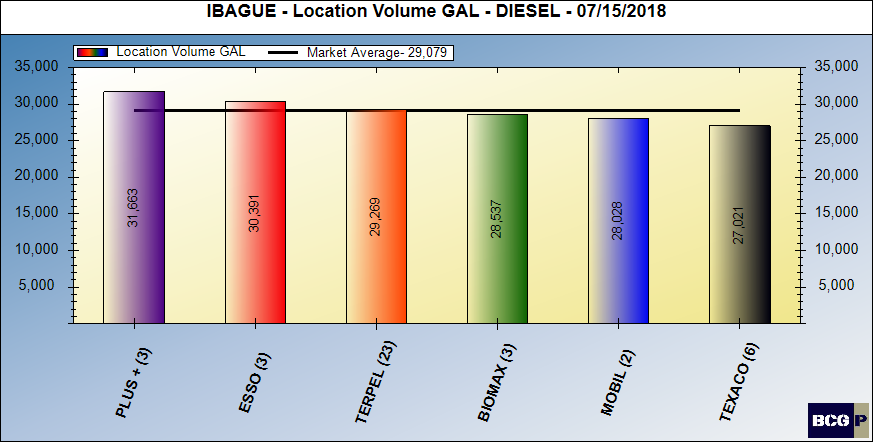 IBAGUE - Location Volume GAL - DIESEL - 07/15/2018
Location Volume GAL Market Average- 29,079
35,000 35,000
30,000 30,000
25,000 25,000
20,000 20,000
15,000 15,000
10,000 10,000
5,000 5,000
31,663 30,391 29,269 28,537 28,028 27,021
PLUS + (3) ESSO (3) TERPEL (23) BIOMAX (3) MOBIL (2) TEXACO (6)
BCG P